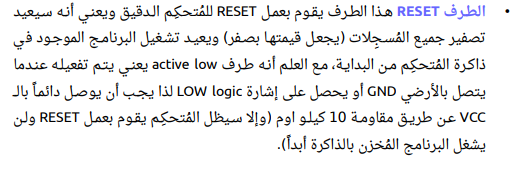 • الطرف RESET هذا الطرف يقوم بعمل RESET للمُتحكِم الدقيق ويعني أنه سيعيد
تصفير جميع المُسجِلات (يجعل قيمتها بصفر) ويعيد تشغيل البرنامج الموجود في
ذاكرة المُتحكِم من البداية، مع العلم أنه طرف active low يعني يتم تفعيله عندما
يتصل بالأرضي GND أو يحصل على إشارة LOW logic لذا يجب أن يوصل دائماً بالـ
VCC عن طريق مقاومة 10 كيلو اوم (وإلا سيظل المُتحكِم يقوم بعمل RESET ولن
يشغل البرنامج المُخزن بالذاكرة أبداً).